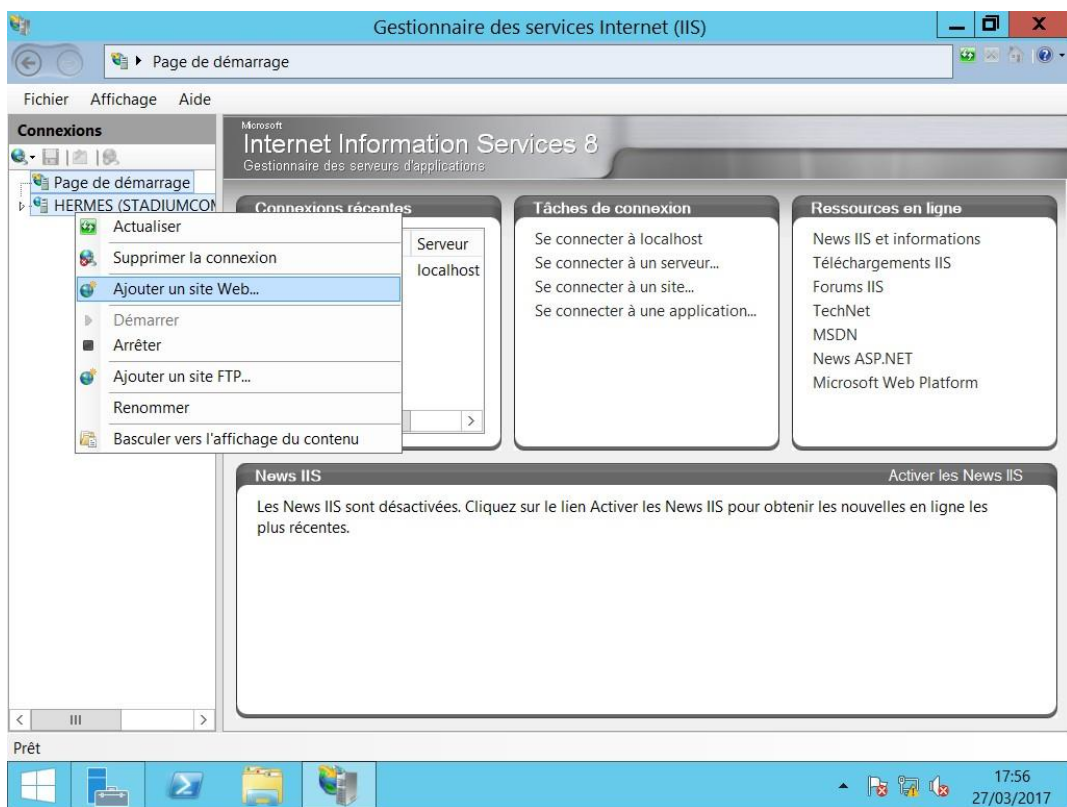 Gestionnaire des services Internet (IIS)
Page de démarrage
Fichier Affichage Aide
Connexions
Page de démarrage
HERMES (STADIUMCON
Actualiser
Supprimer la connexion
Ajouter un site Web...
Démarrer
Arrêter
Ajouter un site FTP...
Renommer
Basculer vers l'affichage du contenu
Microsoft
Internet Information Services 8
Gestionnaire des serveurs d'applications
Connexions récentes
Serveur
localhost
Tâches de connexion
Se connecter à localhost
Se connecter à un serveur...
Se connecter à un site...
Se connecter à une application...
Ressources en ligne
News IIS et informations
Téléchargements IIS
Forums IIS
TechNet
MSDN
News ASP.NET
Microsoft Web Platform
News IIS
Activer les News IIS
Les News IIS sont désactivées. Cliquez sur le lien Activer les News IIS pour obtenir les nouvelles en ligne les
plus récentes.
Prêt
17:56
27/03/2017